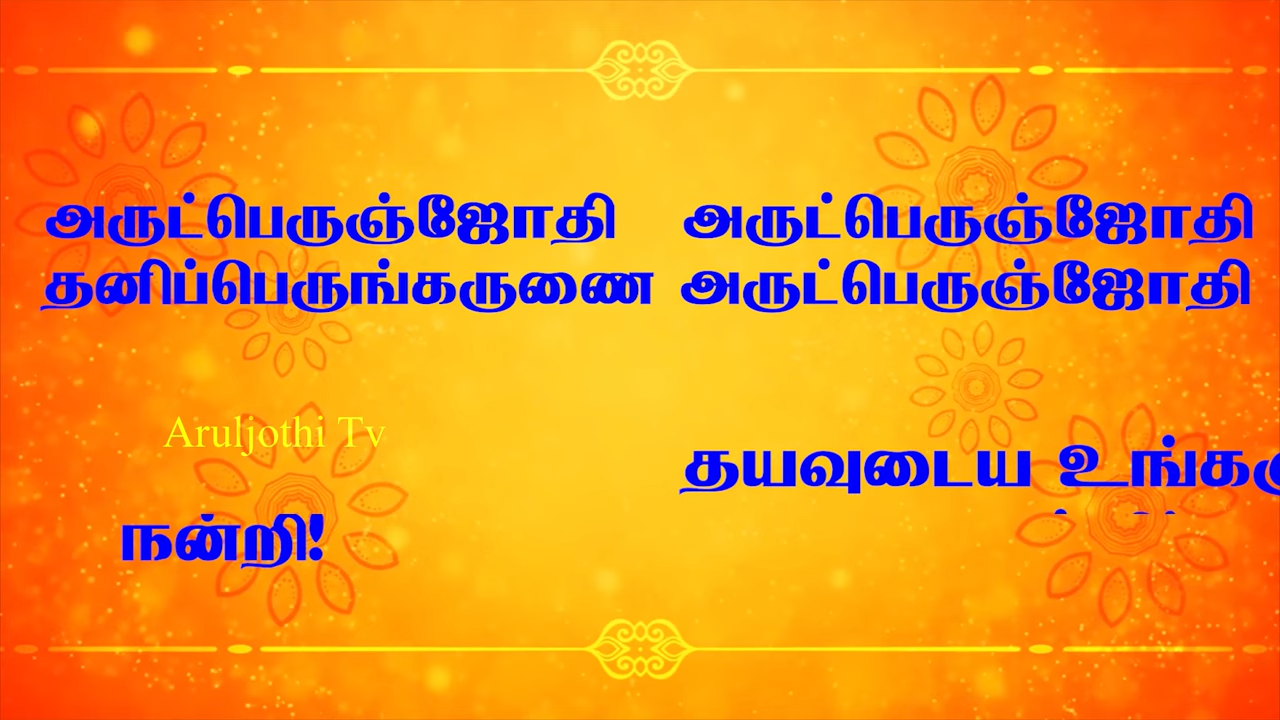 அருட்பெருஞ்ஜோதி அருட்பெருஞ்ஜோதி
தனிப்பெருங்கருணை அருட்பெருஞ்ஜோதி
Aruljothi Tv
தயவுடைய
நன்றி!